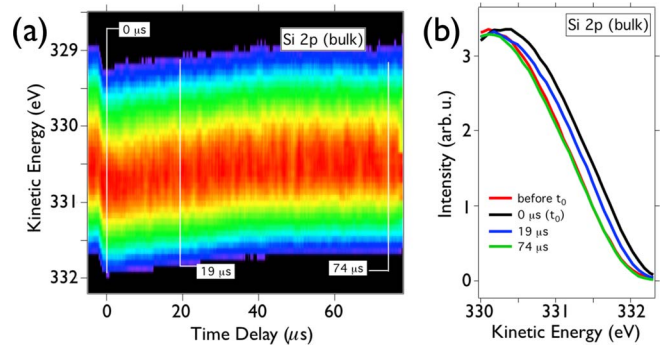 (a)
Si 2p (bulk)
0 μs
19 μs
74 μs
329
330
331
332
Kinetic Energy (eV)
0
20
40
60
Time Delay (μs)
(b)
Si 2p (bulk)
3
2
1
0
Intensity (arb. u.)
before t₀
0 μs (t₀)
19 μs
74 μs
330
331
332
Kinetic Energy (eV)